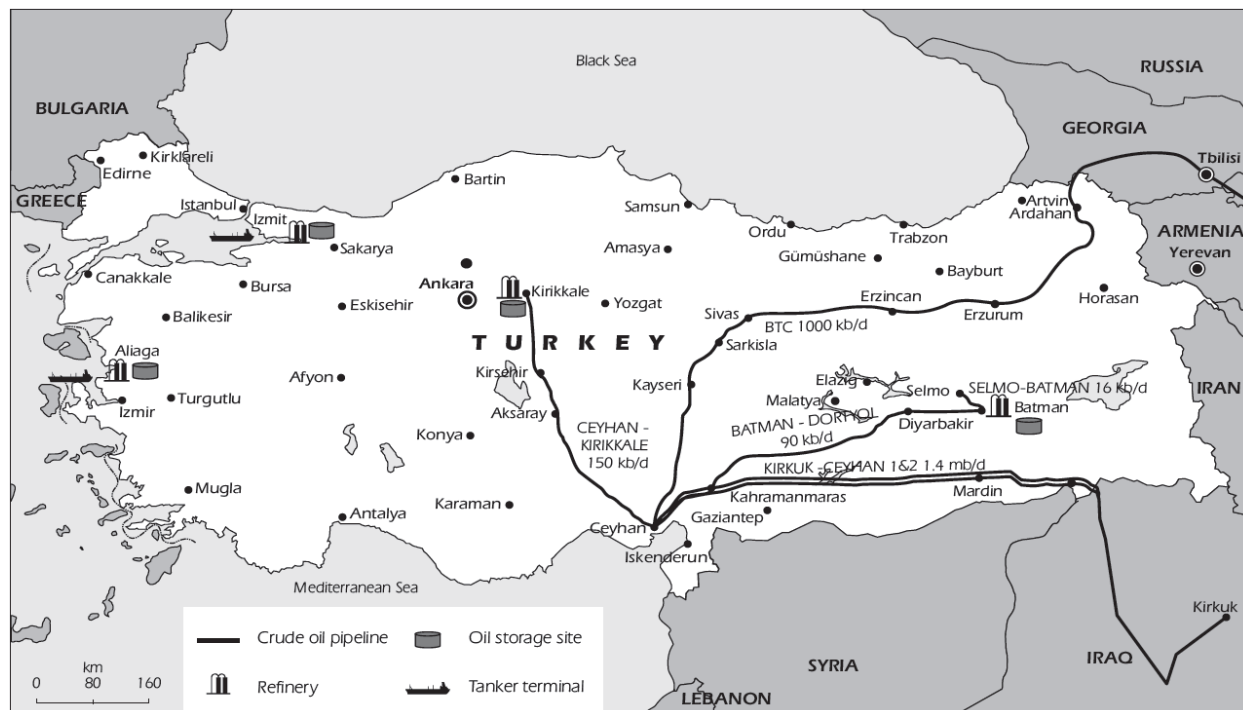 Black Sea
RUSSIA
BULGARIA
GEORGIA
Kirklareli
Edirne
Tbilisi
Bartin
GREECE
Istanbul
Izmit
Samsun
Artvin
Ardahan
Ordu
Trabzon
ARMENIA
Yerevan
Sakarya
Amasya
Gümüshane
Bayburt
Canakkale
Bursa
Ankara
Kirikkale
Eskisehir
Yozgat
Erzincan
Horasan
Balikesir
Sivas
BTC 1000 kb/d
Erzurum
TURKEY
Sarkisla
Aliaga
Afyon
Kirsehir
Kayseri
Elazig
Selmo
SELMO-BATMAN 16 kb/d
IRAN
Izmir
Turgutlu
Malatya
Batman
Aksaray
Diyarbakir
BATMAN - DORTYOL
90 kb/d
Konya
CEYHAN -
KIRIKKALE
150 kb/d
KIRKUK -CEYHAN 1&2 1.4 mb/d
Mugla
Karaman
Kahramanmaras
Mardin
Antalya
Gaziantep
Ceyhan
Iskenderun
Mediterranean Sea
Kirkuk
Crude oil pipeline
Oil storage site
km
0 80 160
Refinery
Tanker terminal
SYRIA
IRAQ
LEBANON